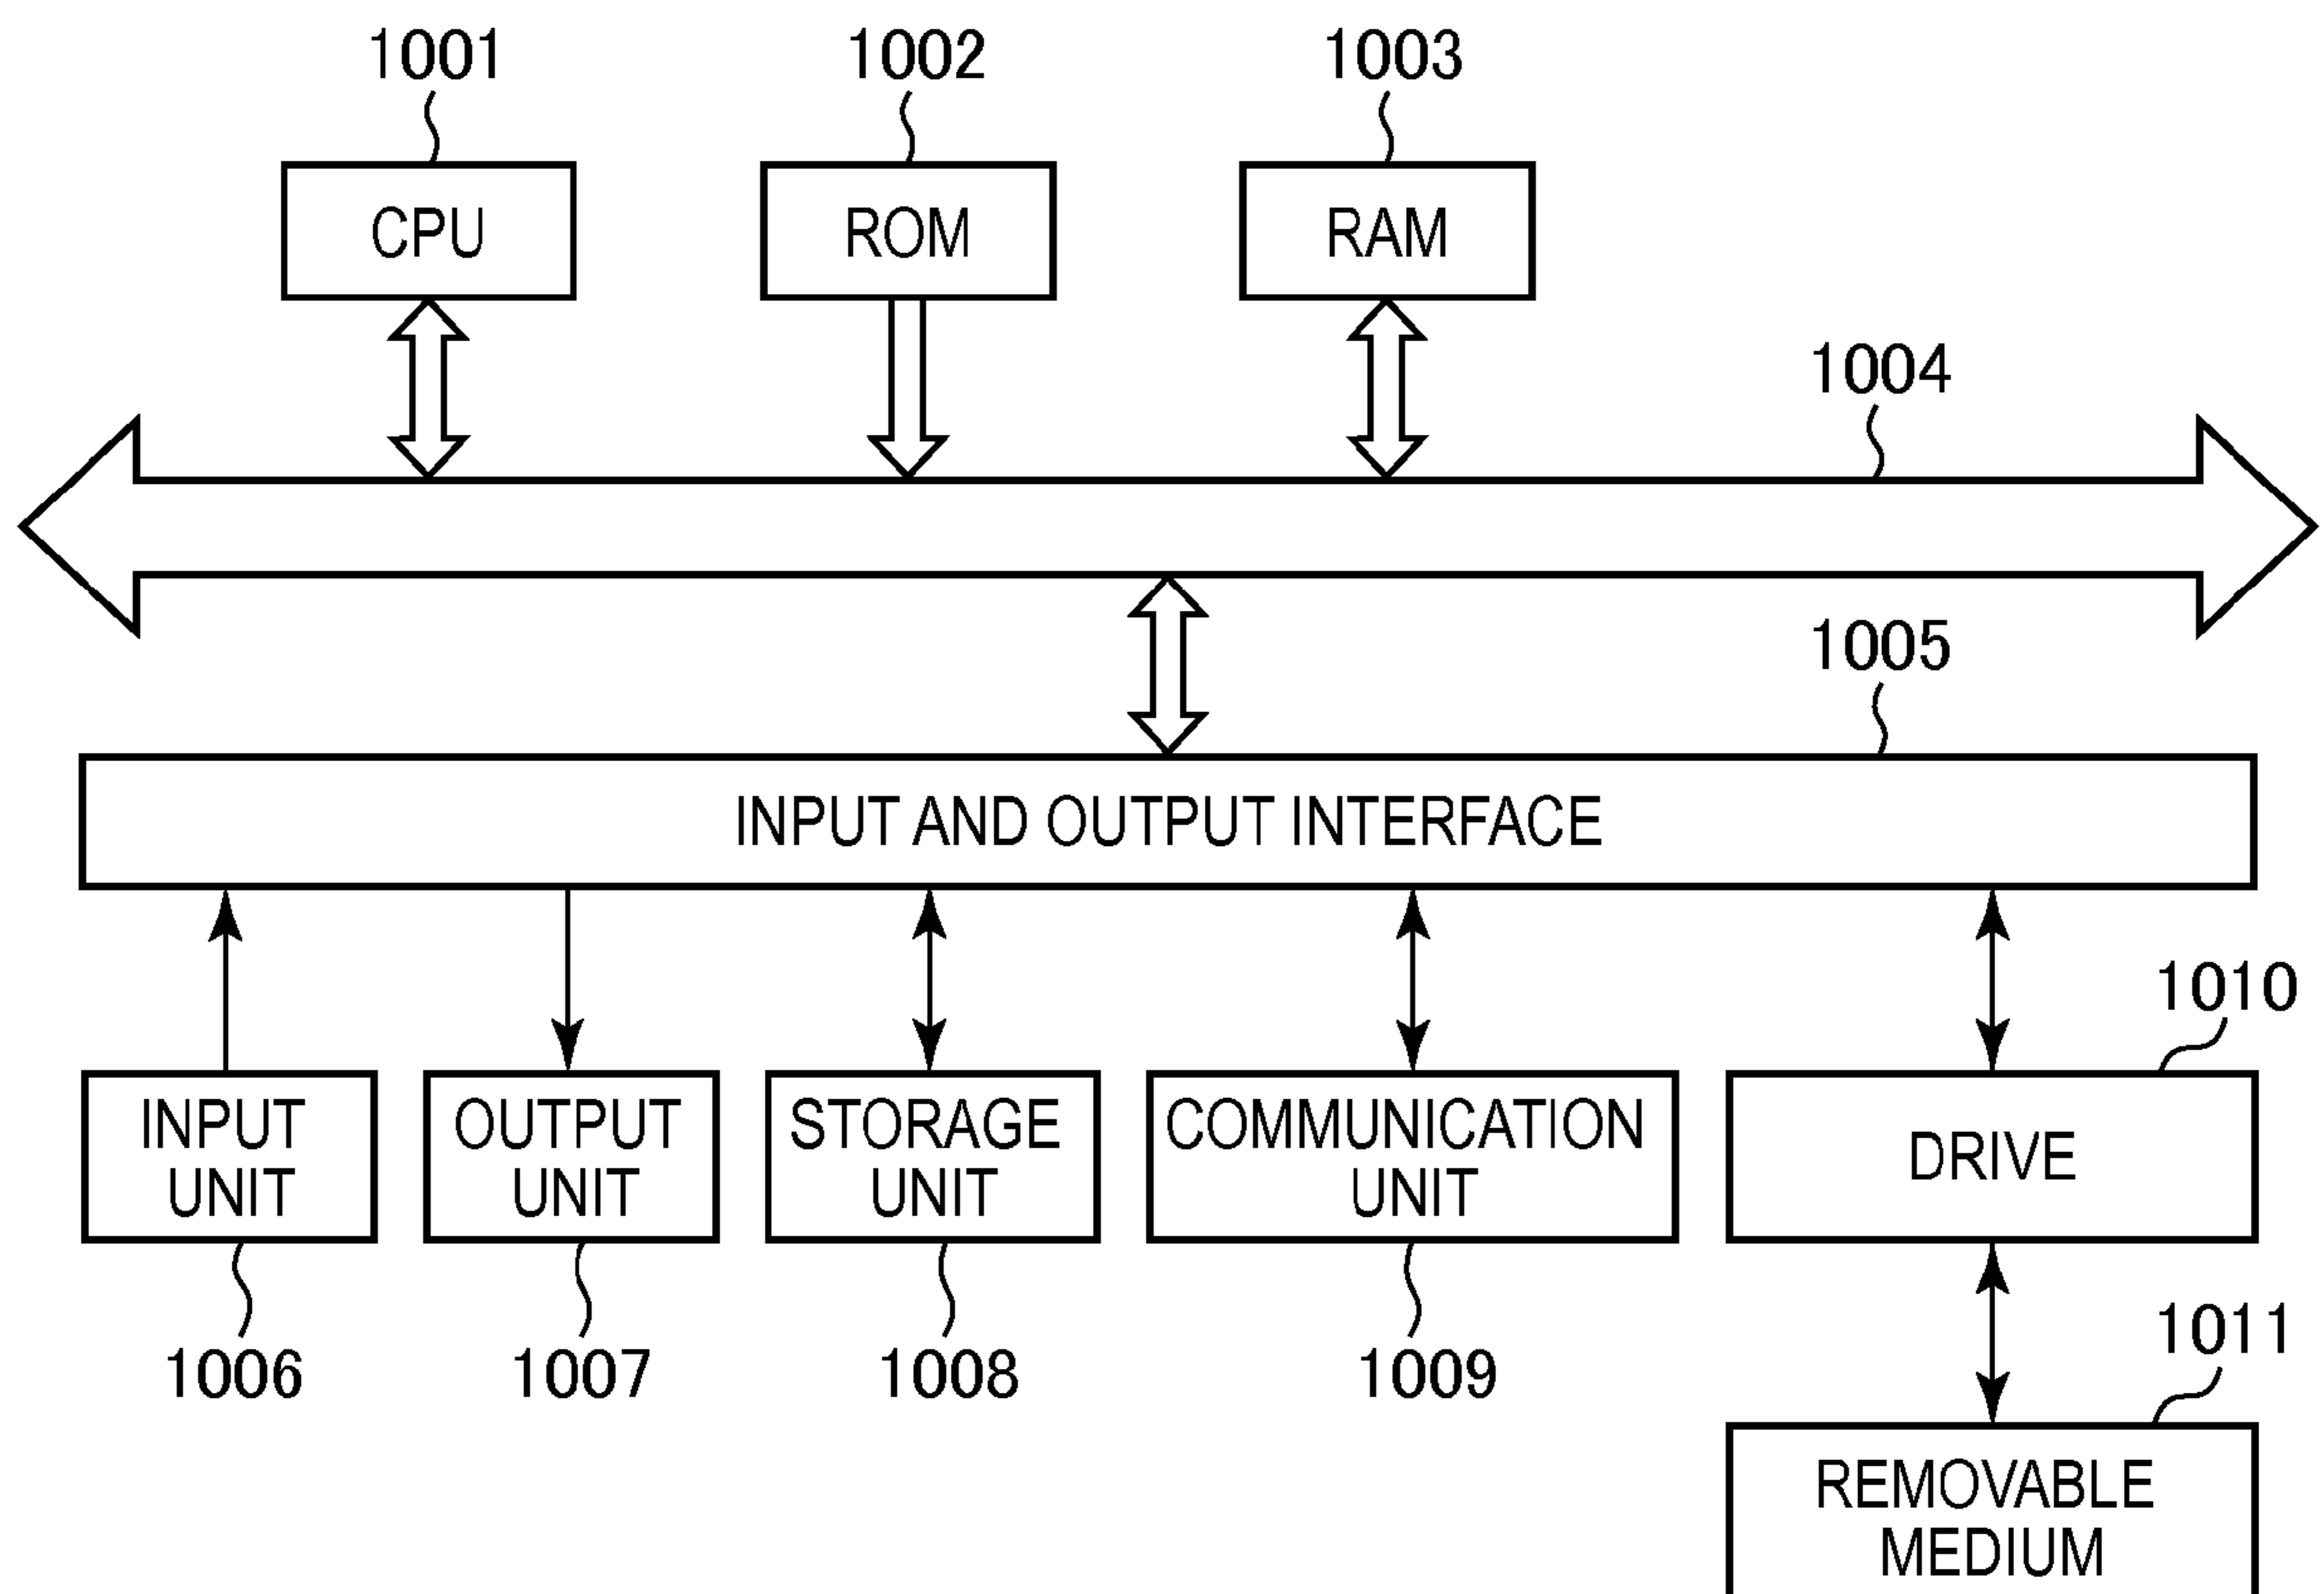 1001
1002
1003
CPU
ROM
RAM
1004
1005
INPUT AND OUTPUT INTERFACE
1010
INPUT
UNIT
OUTPUT
UNIT
STORAGE
UNIT
COMMUNICATION
UNIT
DRIVE
1006
1007
1008
1009
1011
REMOVABLE
MEDIUM